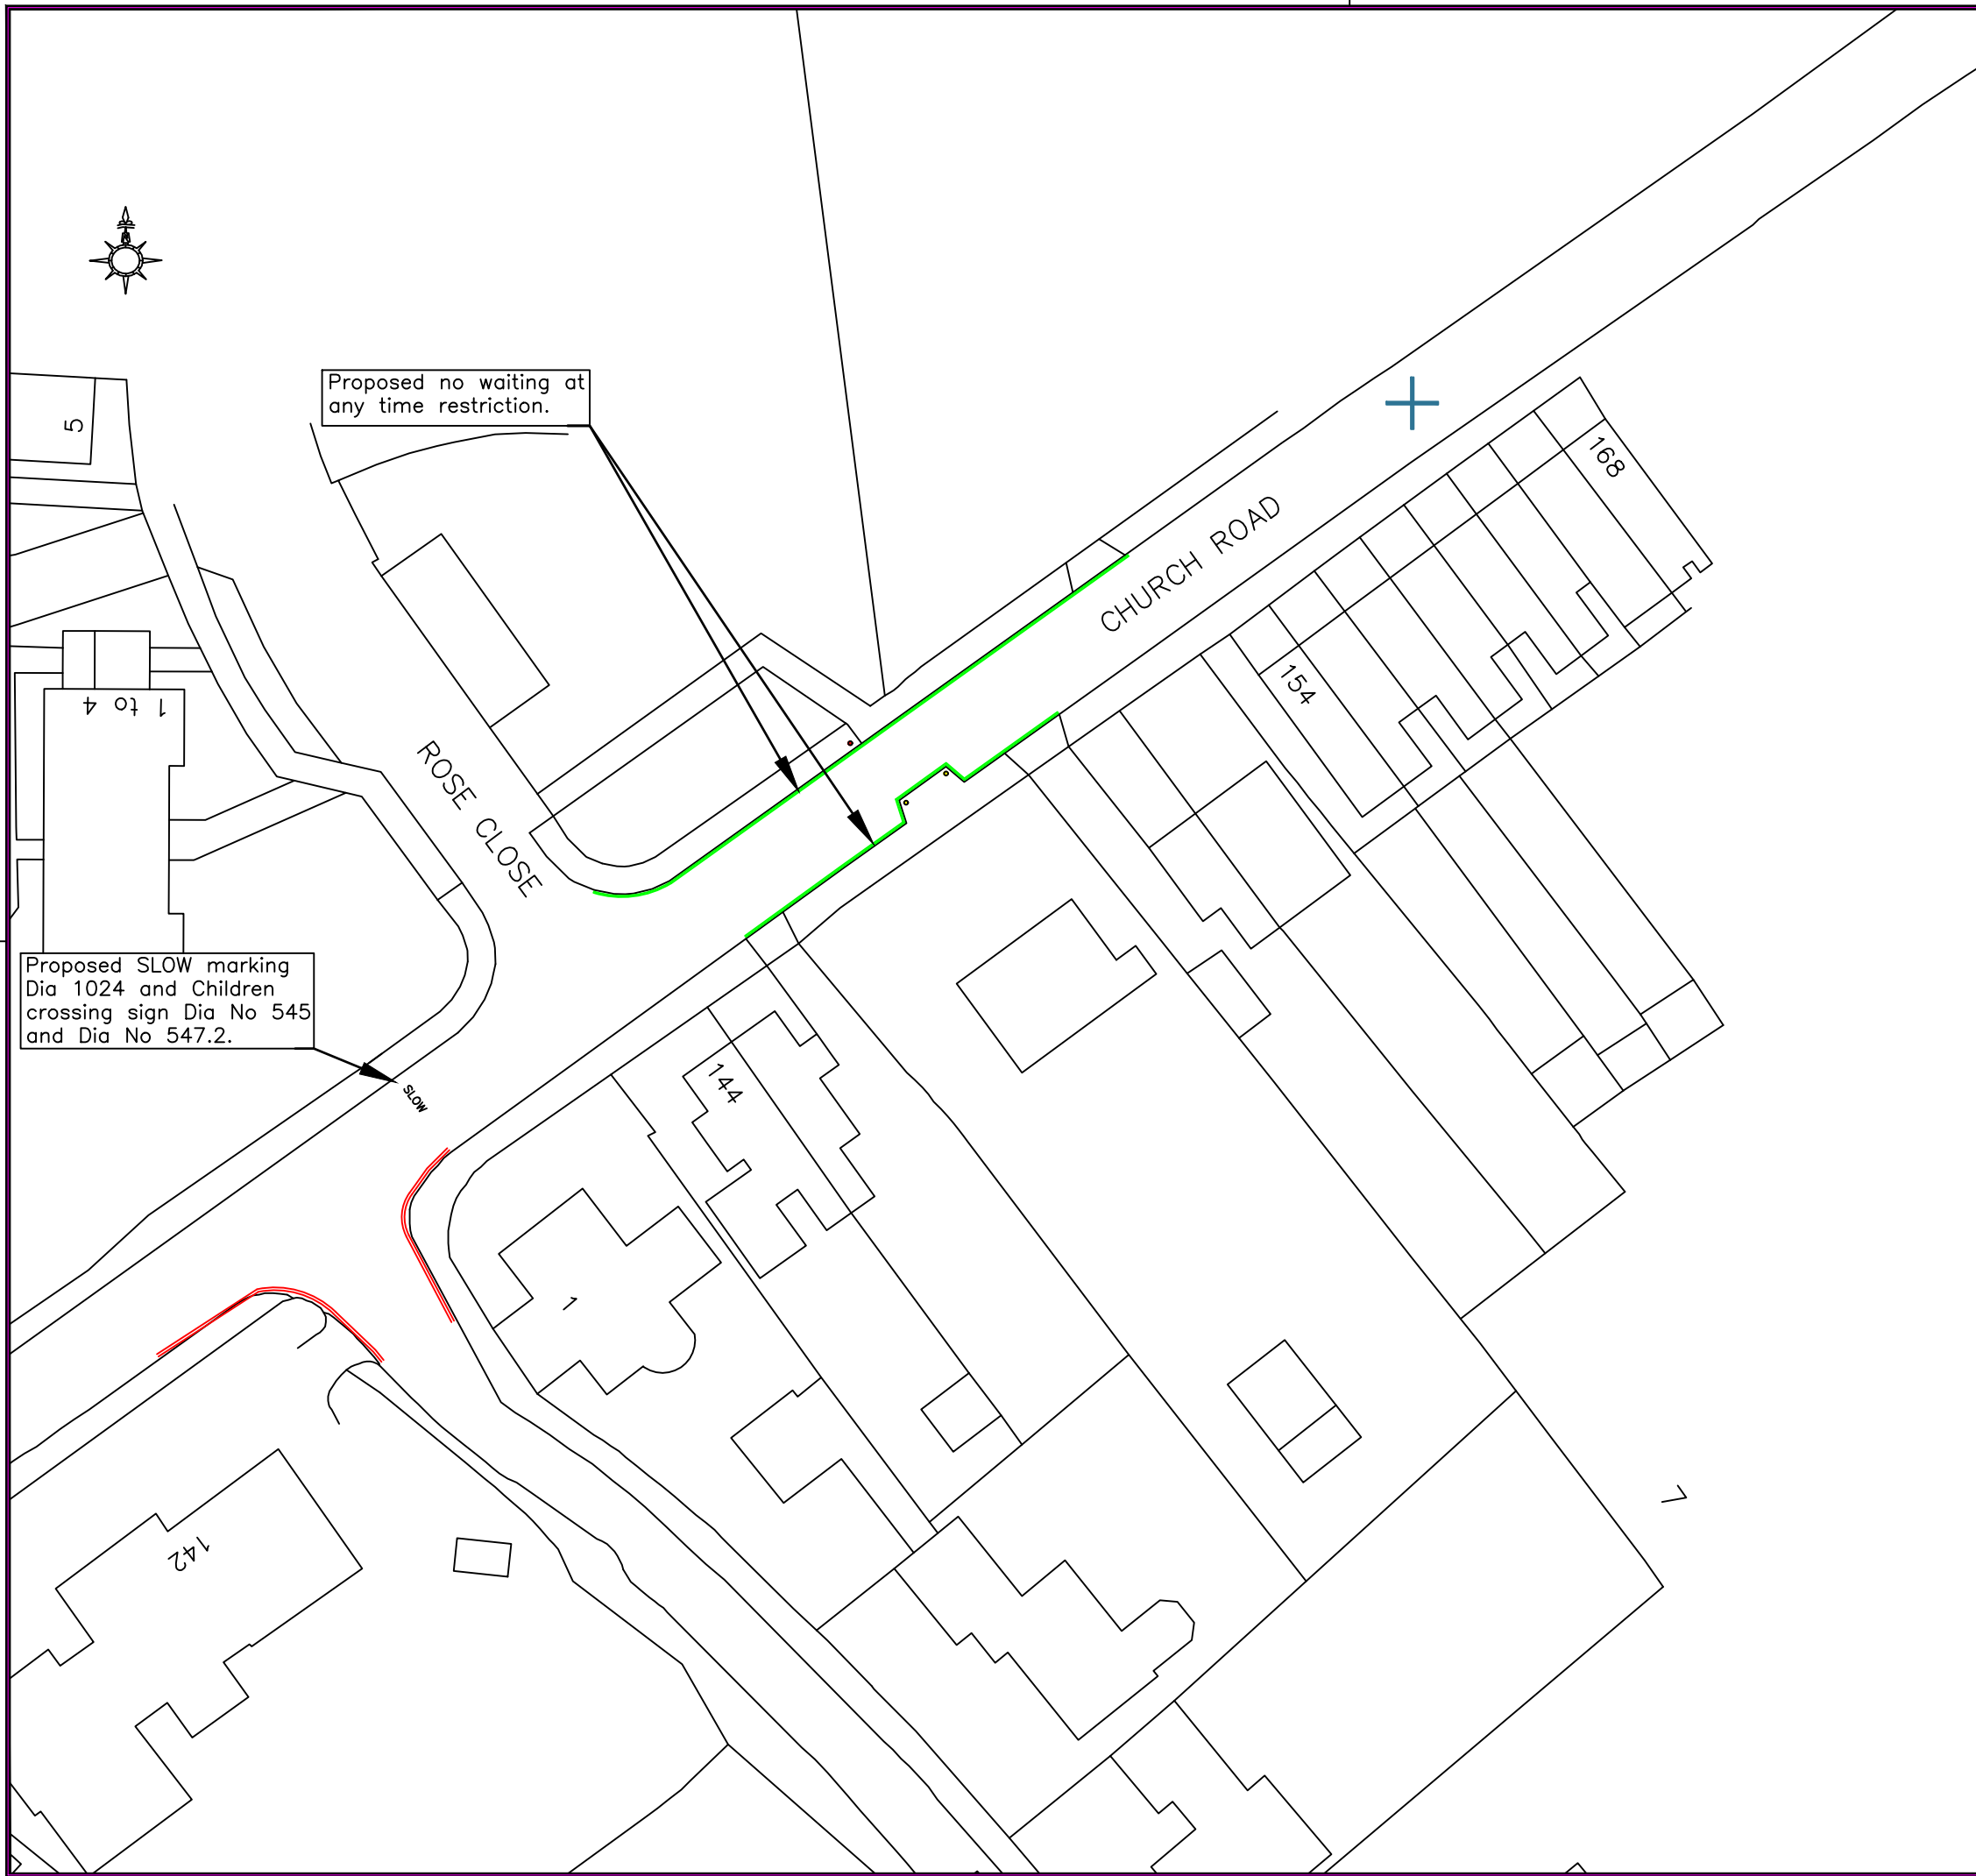 Proposed no waiting at
any time restriction.
5
168
CHURCH ROAD
154
1 to 4
ROSE CLOSE
Proposed SLOW marking
Dia 1024 and Children
crossing sign Dia No 545
and Dia No 547.2.
SLOW
144
1
142
7